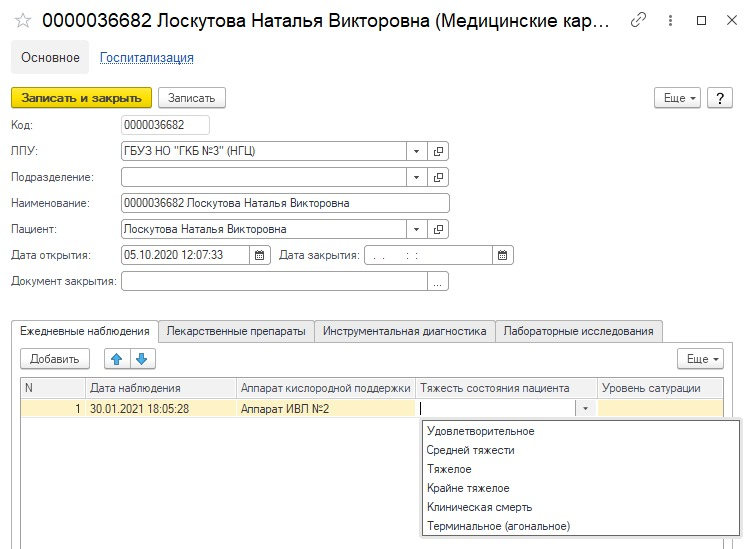 0000036682 Лоскутова Наталья Викторовна (Медицинские кар...
Основное Госпитализация
Записать и закрыть Записать Еще ?
Код: 0000036682
ЛПУ: ГБУЗ НО "ГКБ №3" (НГЦ)
Подразделение:
Наименование: 0000036682 Лоскутова Наталья Викторовна
Пациент: Лоскутова Наталья Викторовна
Дата открытия: 05.10.2020 12:07:33 Дата закрытия: . . : :
Документ закрытия: ...
Ежедневные наблюдения Лекарственные препараты Инструментальная диагностика Лабораторные исследования
Добавить Еще
N Дата наблюдения Аппарат кислородной поддержки Тяжесть состояния пациента Уровень сатурации
1 30.01.2021 18:05:28 Аппарат ИВП №2
Удовлетворительное
Средней тяжести
Тяжелое
Крайне тяжелое
Клиническая смерть
Терминальное (агональное)